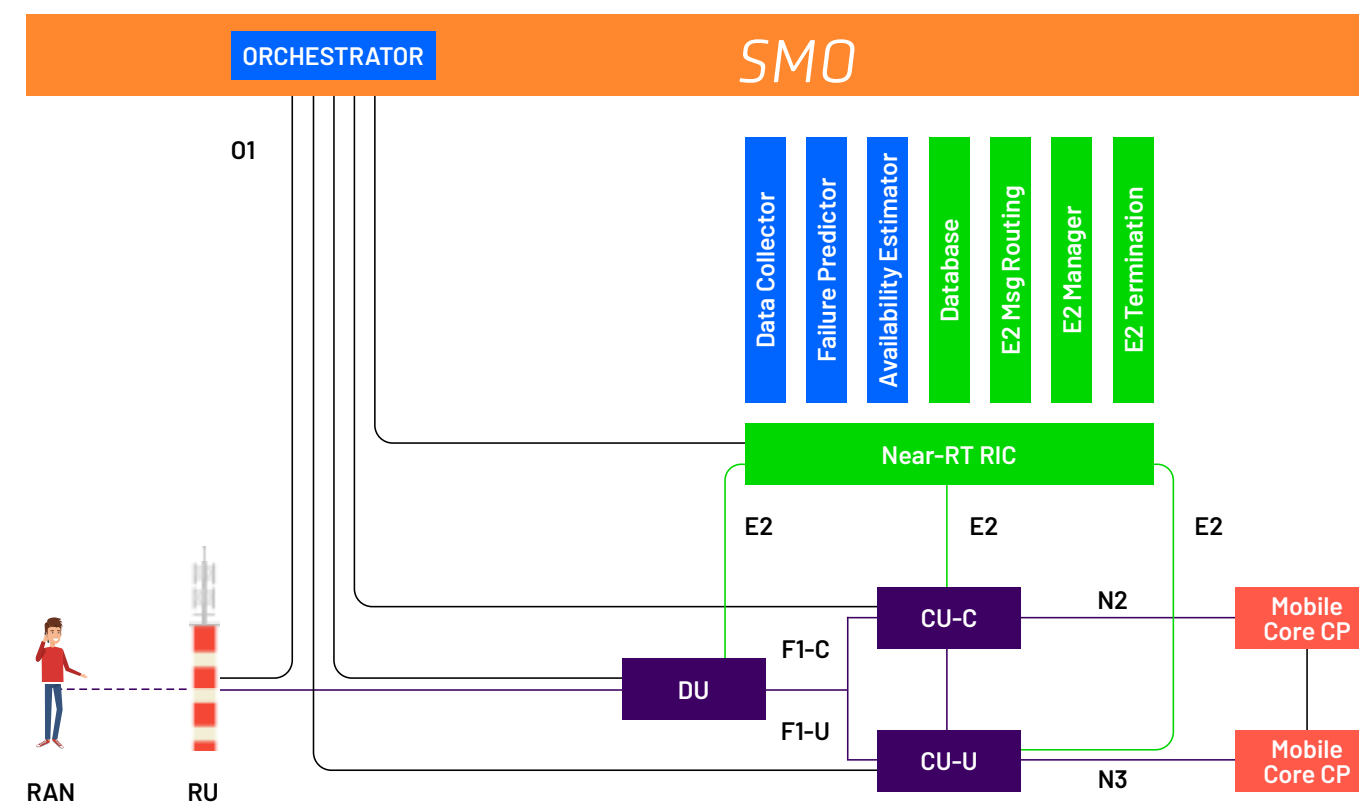 ORCHESTRATOR
SMO
01
Data Collector
Failure Predictor
Availability Estimator
Database
E2 Msg Routing
E2 Manager
E2 Termination
Near-RT RIC
E2
E2
E2
CU-C
N2
Mobile
Core CP
F1-C
DU
F1-U
CU-U
N3
Mobile
Core CP
RAN
RU